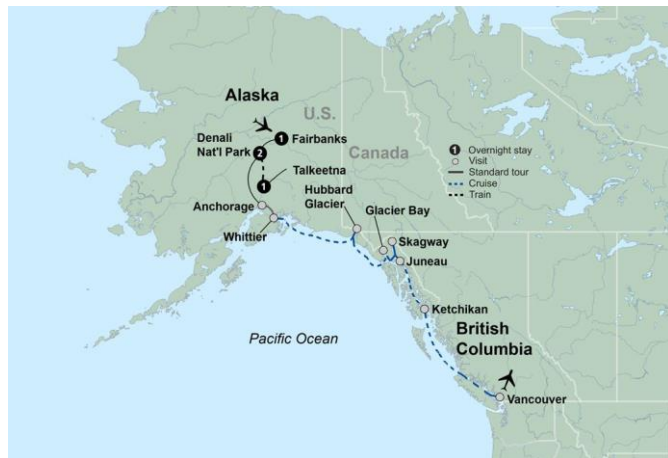 Alaska
U.S.
1
Fairbanks
Denali
Nat'l Park
2
Canada
1
Talkeetna
Hubbard
Glacier
Glacier Bay
Anchorage
Whittier
Skagway
Juneau
1 Overnight stay
Visit
Standard tour
Cruise
Train
Ketchikan
Pacific Ocean
British
Columbia
Vancouver